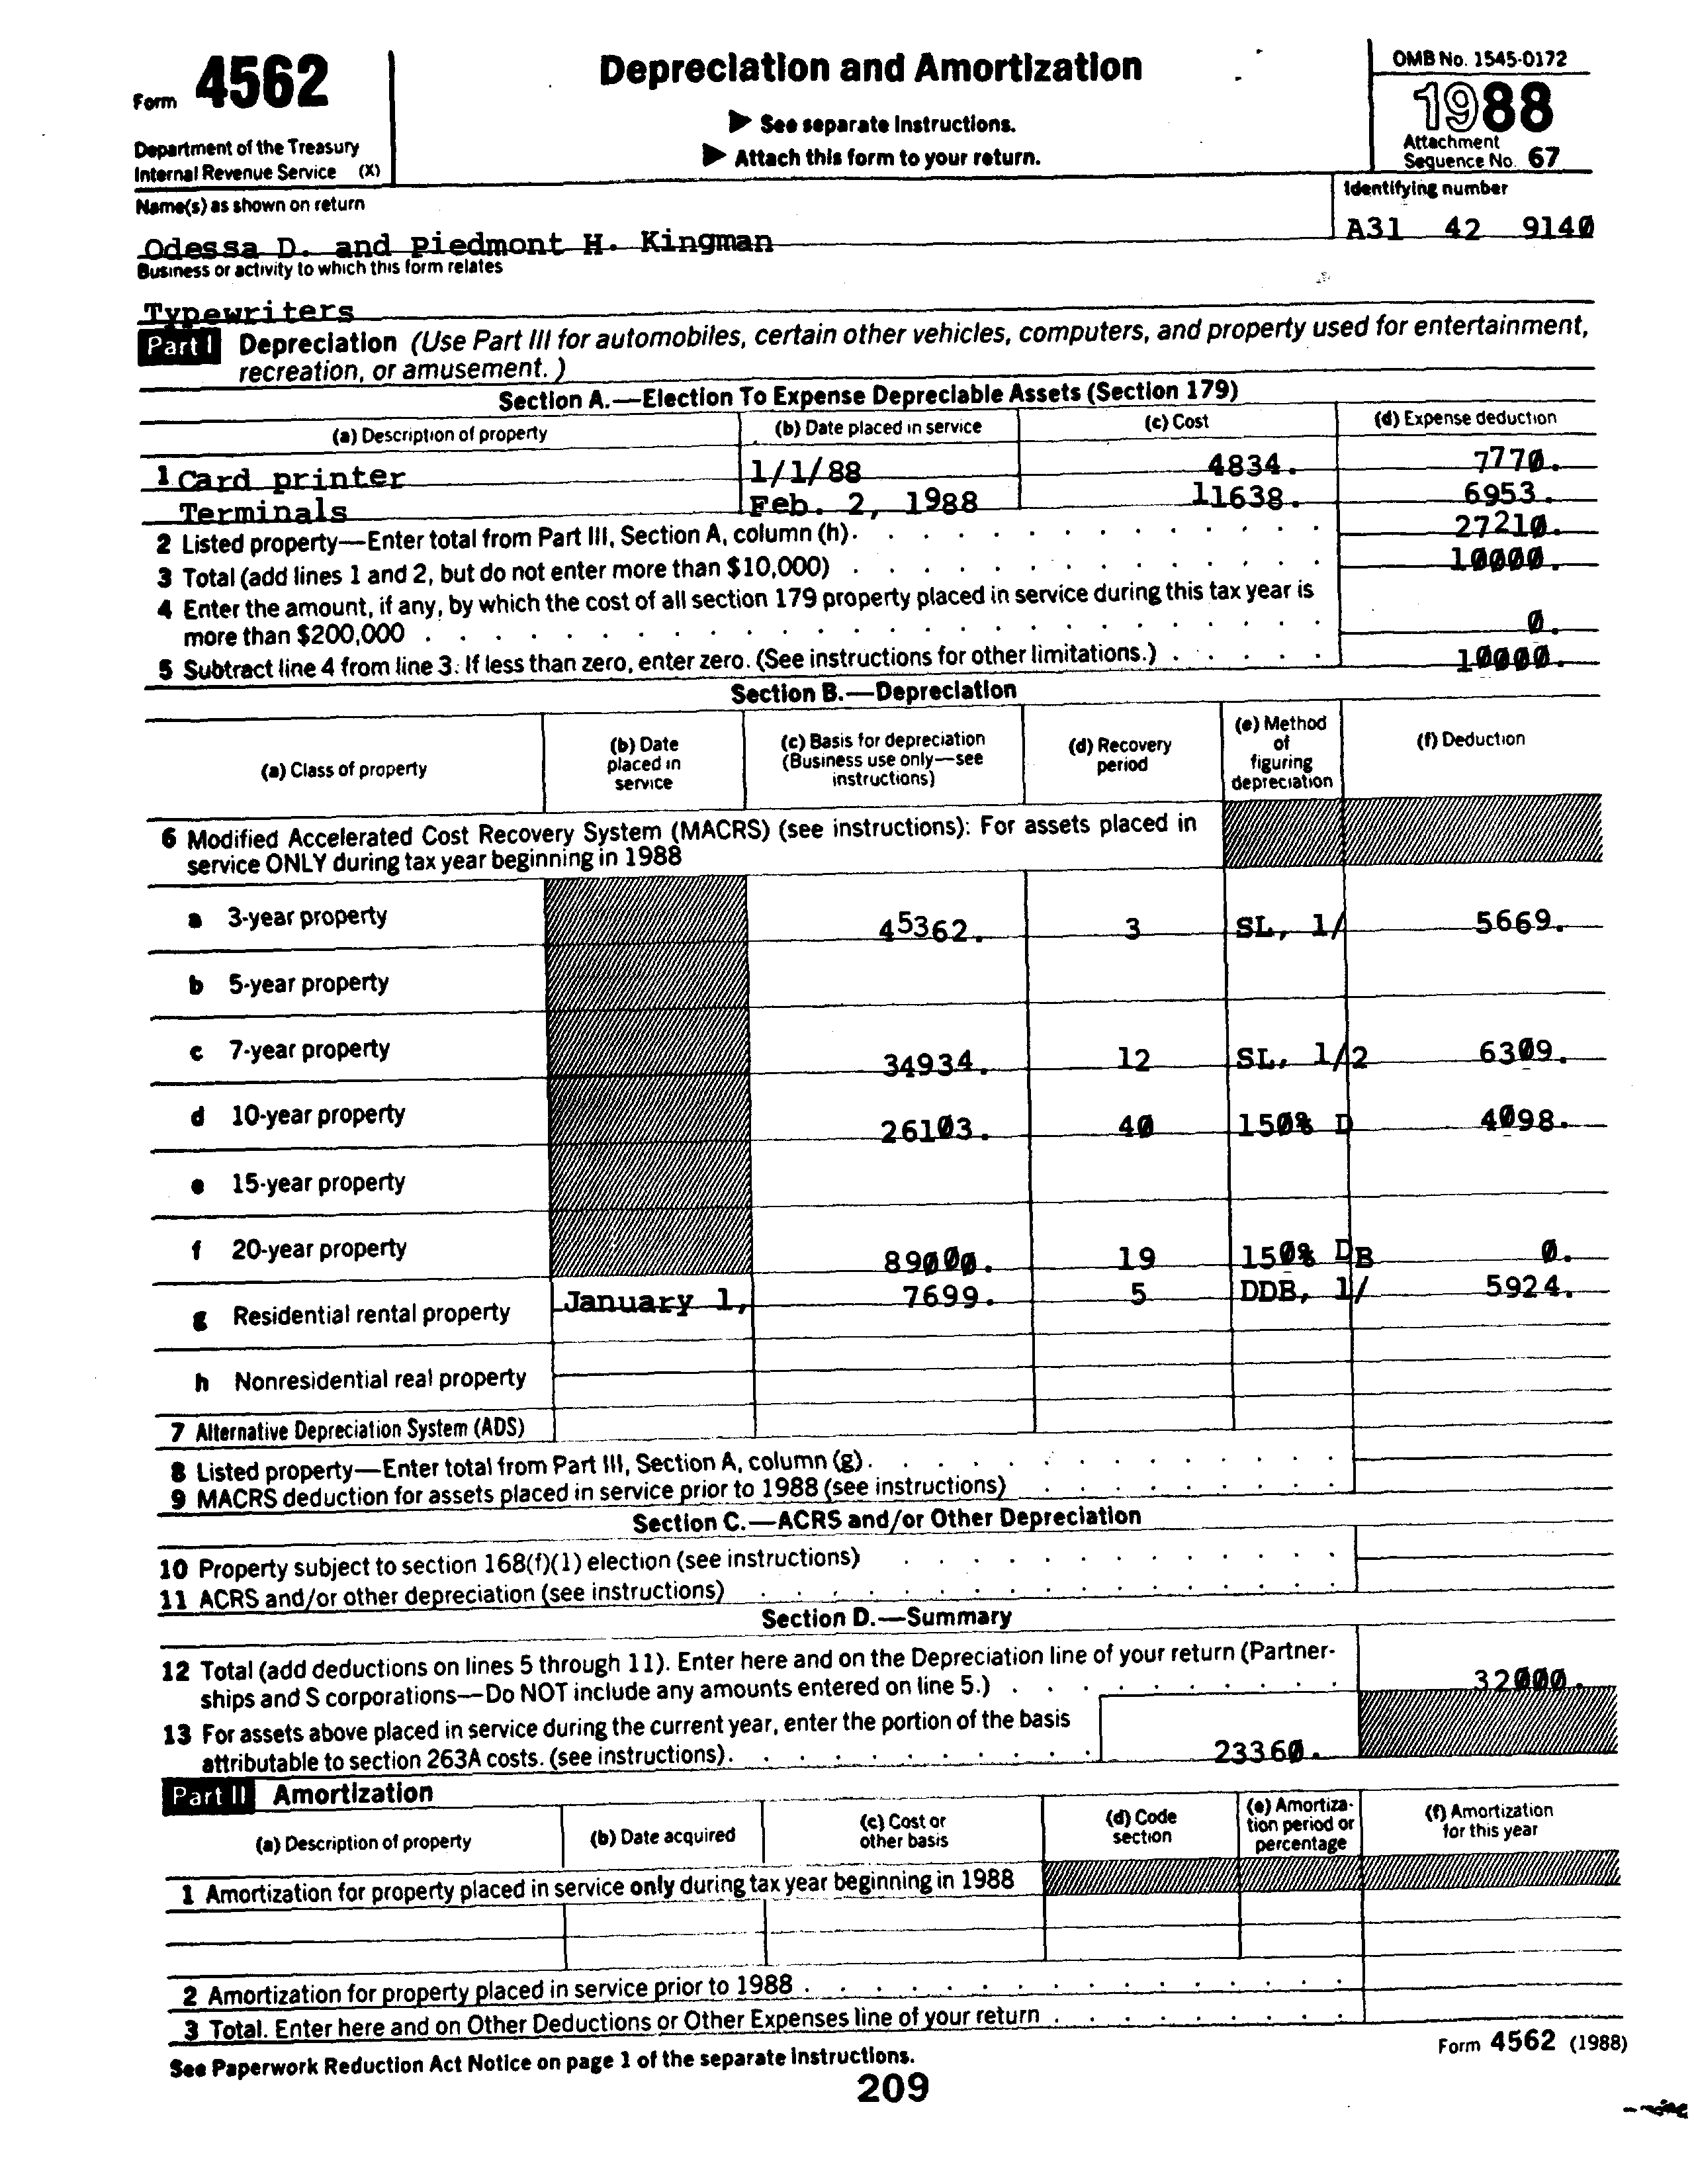 Form 4562
Department of the Treasury
Internal Revenue Service (X)
Depreciation and Amortization
▶ See separate Instructions.
▶ Attach this form to your return.
OMB No. 1545-0172
1988
Attachment
Sequence No. 67
Name(s) as shown on return
Identifying number
Odessa D. and Piedmont H. Kingman
A31 42 9140
Business or activity to which this form relates
Typewriters
Part I Depreciation (Use Part III for automobiles, certain other vehicles, computers, and property used for entertainment,
recreation, or amusement.)
Section A.—Election To Expense Depreciable Assets (Section 179)
(a) Description of property (b) Date placed in service (c) Cost (d) Expense deduction
1 Card printer 1/1/88 4834. 7770.
Terminals Feb. 2, 1988 11638. 6953.
2 Listed property—Enter total from Part III, Section A, column (h). 27210.
3 Total (add lines 1 and 2, but do not enter more than $10,000) 10000.
4 Enter the amount, if any, by which the cost of all section 179 property placed in service during this tax year is
more than $200,000 0.
5 Subtract line 4 from line 3. If less than zero, enter zero. (See instructions for other limitations.) 10000.
Section B.—Depreciation
(a) Class of property
(b) Date
placed in
service
(c) Basis for depreciation
(Business use only—see
instructions)
(d) Recovery
period
(e) Method
of
figuring
depreciation
(f) Deduction
6 Modified Accelerated Cost Recovery System (MACRS) (see instructions): For assets placed in
service ONLY during tax year beginning in 1988
a 3-year property 45362. 3 SL, 1/ 5669.
b 5-year property
c 7-year property 34934. 12 SL, 1/2 6309.
d 10-year property 26103. 40 150% D 4098.
e 15-year property
f 20-year property 89000. 19 150% DB 0.
g Residential rental property January 1, 7699. 5 DDB, 1/ 5924.
h Nonresidential real property
7 Alternative Depreciation System (ADS)
8 Listed property—Enter total from Part III, Section A, column (g).
9 MACRS deduction for assets placed in service prior to 1988 (see instructions)
Section C.—ACRS and/or Other Depreciation
10 Property subject to section 168(f)(1) election (see instructions)
11 ACRS and/or other depreciation (see instructions)
Section D.—Summary
12 Total (add deductions on lines 5 through 11). Enter here and on the Depreciation line of your return (Partner-
ships and S corporations—Do NOT include any amounts entered on line 5.) 32000.
13 For assets above placed in service during the current year, enter the portion of the basis
attributable to section 263A costs. (see instructions). 23360.
Part II Amortization
(a) Description of property
(b) Date acquired
(c) Cost or
other basis
(d) Code
section
(e) Amortiza-
tion period or
percentage
(f) Amortization
for this year
1 Amortization for property placed in service only during tax year beginning in 1988
2 Amortization for property placed in service prior to 1988
3 Total. Enter here and on Other Deductions or Other Expenses line of your return
See Paperwork Reduction Act Notice on page 1 of the separate instructions.
Form 4562 (1988)
209